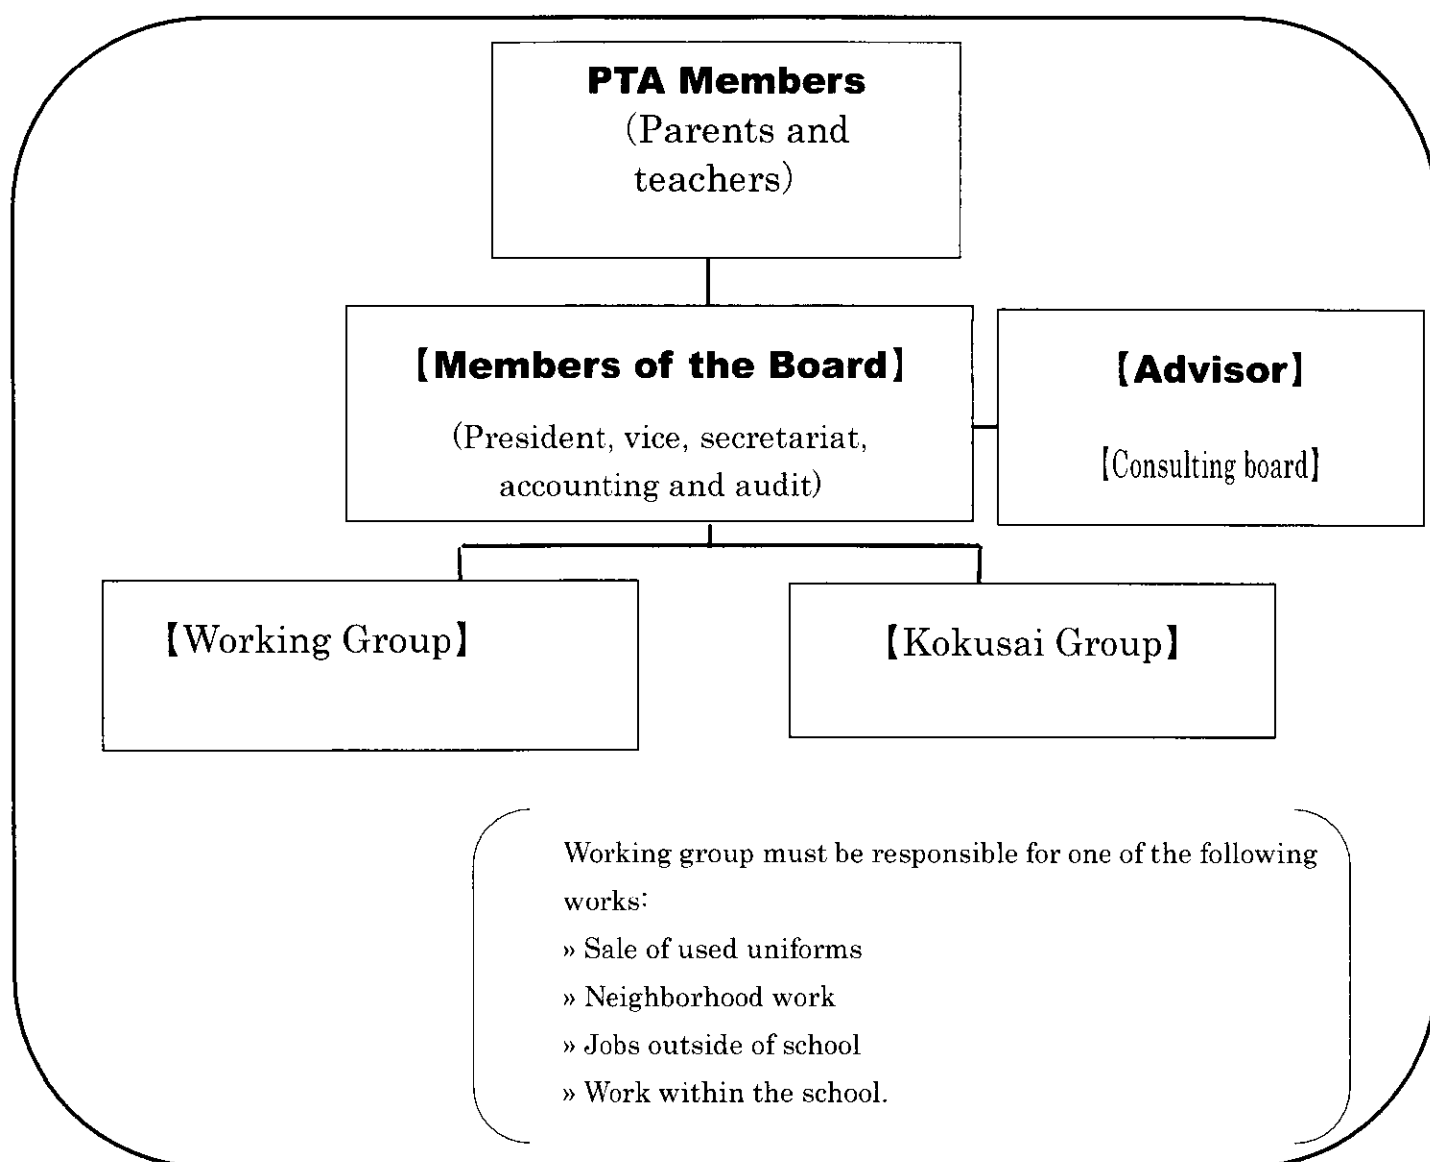 PTA Members
(Parents and
teachers)
【Members of the Board】
(President, vice, secretariat,
accounting and audit)
【Advisor】
【Consulting board】
【Working Group】
【Kokusai Group】
Working group must be responsible for one of the following
works:
» Sale of used uniforms
» Neighborhood work
» Jobs outside of school
» Work within the school.